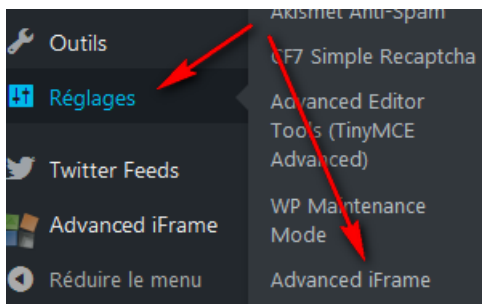 Outils
Réglages
Twitter Feeds
Advanced iFrame
Réduire le menu
Akismet Anti-Spam
CF7 Simple Recaptcha
Advanced Editor
Tools (TinyMCE
Advanced)
WP Maintenance
Mode
Advanced iFrame